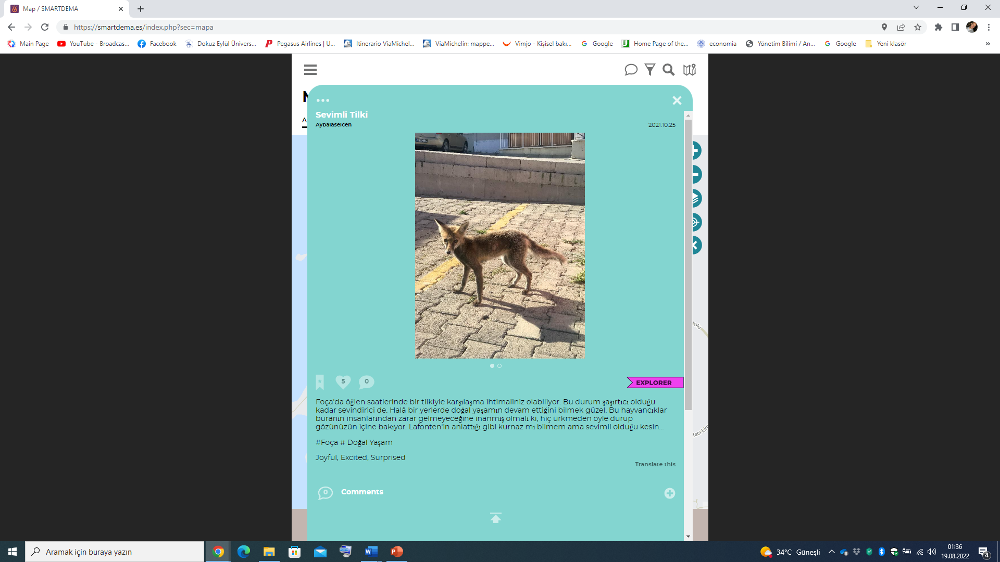 Map / SMARTDEMA
https://smartdema.es/index.php?sec=mapa
Main Page YouTube - Broadcas... Facebook Dokuz Eylül Ünivers... Pegasus Airlines | U... Itinerario ViaMichel... ViaMichelin: mappe... Vimjo - Kişisel bakı... Google Home Page of the... economia Yönetim Bilimi / An... Google Yeni klasör »
A
Sevimli Tilki
Aybalaselcen 2021.10.25
5 0 EXPLORER
Foça'da öğlen saatlerinde bir tilkiyle karşılaşma ihtimaliniz olabiliyor. Bu durum şaşırtıcı olduğu
kadar sevindirici de. Halâ bir yerlerde doğal yaşamın devam ettiğini bilmek güzel. Bu hayvancıklar
buranın insanlarından zarar gelmeyeceğine inanmış olmalı ki, hiç ürkmeden öyle durup
gözünüzün içine bakıyor. Lafonten'in anlattığı gibi kurnaz mı bilmem ama sevimli olduğu kesin...
#Foça # Doğal Yaşam
Joyful, Excited, Surprised
Translate this
0 Comments
Aramak için buraya yazın
34°C Güneşli
01:36
19.08.2022
4